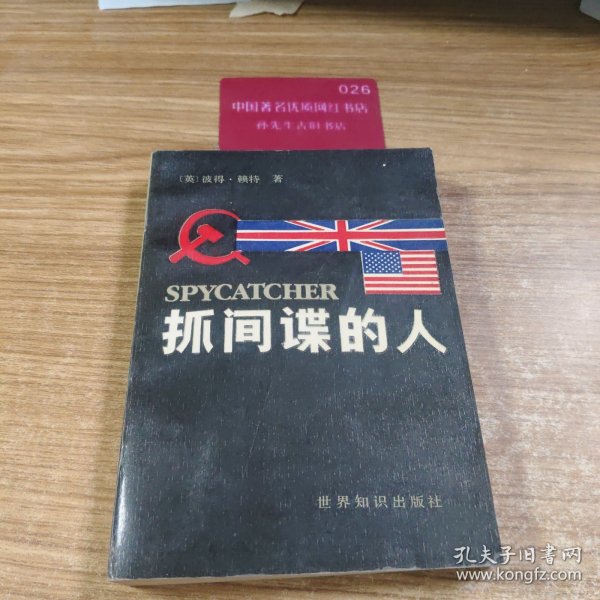 026
中国著名优质网红书店
孙先生古旧书店
〔英〕彼得·赖特 著
SPYCATCHER
抓间谍的人
世界知识出版社
孔夫子旧书网
www.kongfz.com